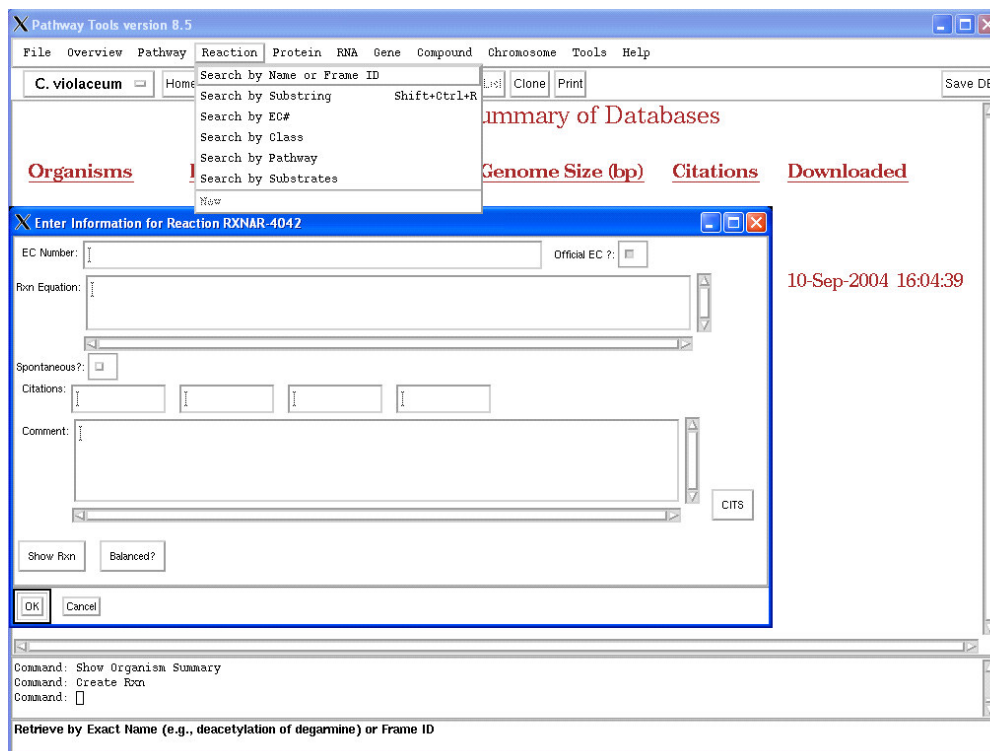 Pathway Tools version 8.5
File Overview Pathway Reaction Protein RNA Gene Compound Chromosome Tools Help
C. violaceum Home Clone Print Save DB
Search by Name or Frame ID
Search by Substring Shift+Ctrl+R
Search by EC#
Search by Class
Search by Pathway
Search by Substrates
New
ummary of Databases
Organisms Genome Size (bp) Citations Downloaded
10-Sep-2004 16:04:39
Enter Information for Reaction RXNAR-4042
EC Number: Official EC ?:
Rxn Equation:
Spontaneous?:
Citations:
Comment:
CITS
Show Rxn Balanced?
OK Cancel
Command: Show Organism Summary
Command: Create Rxn
Command:
Retrieve by Exact Name (e.g., deacetylation of degarmine) or Frame ID